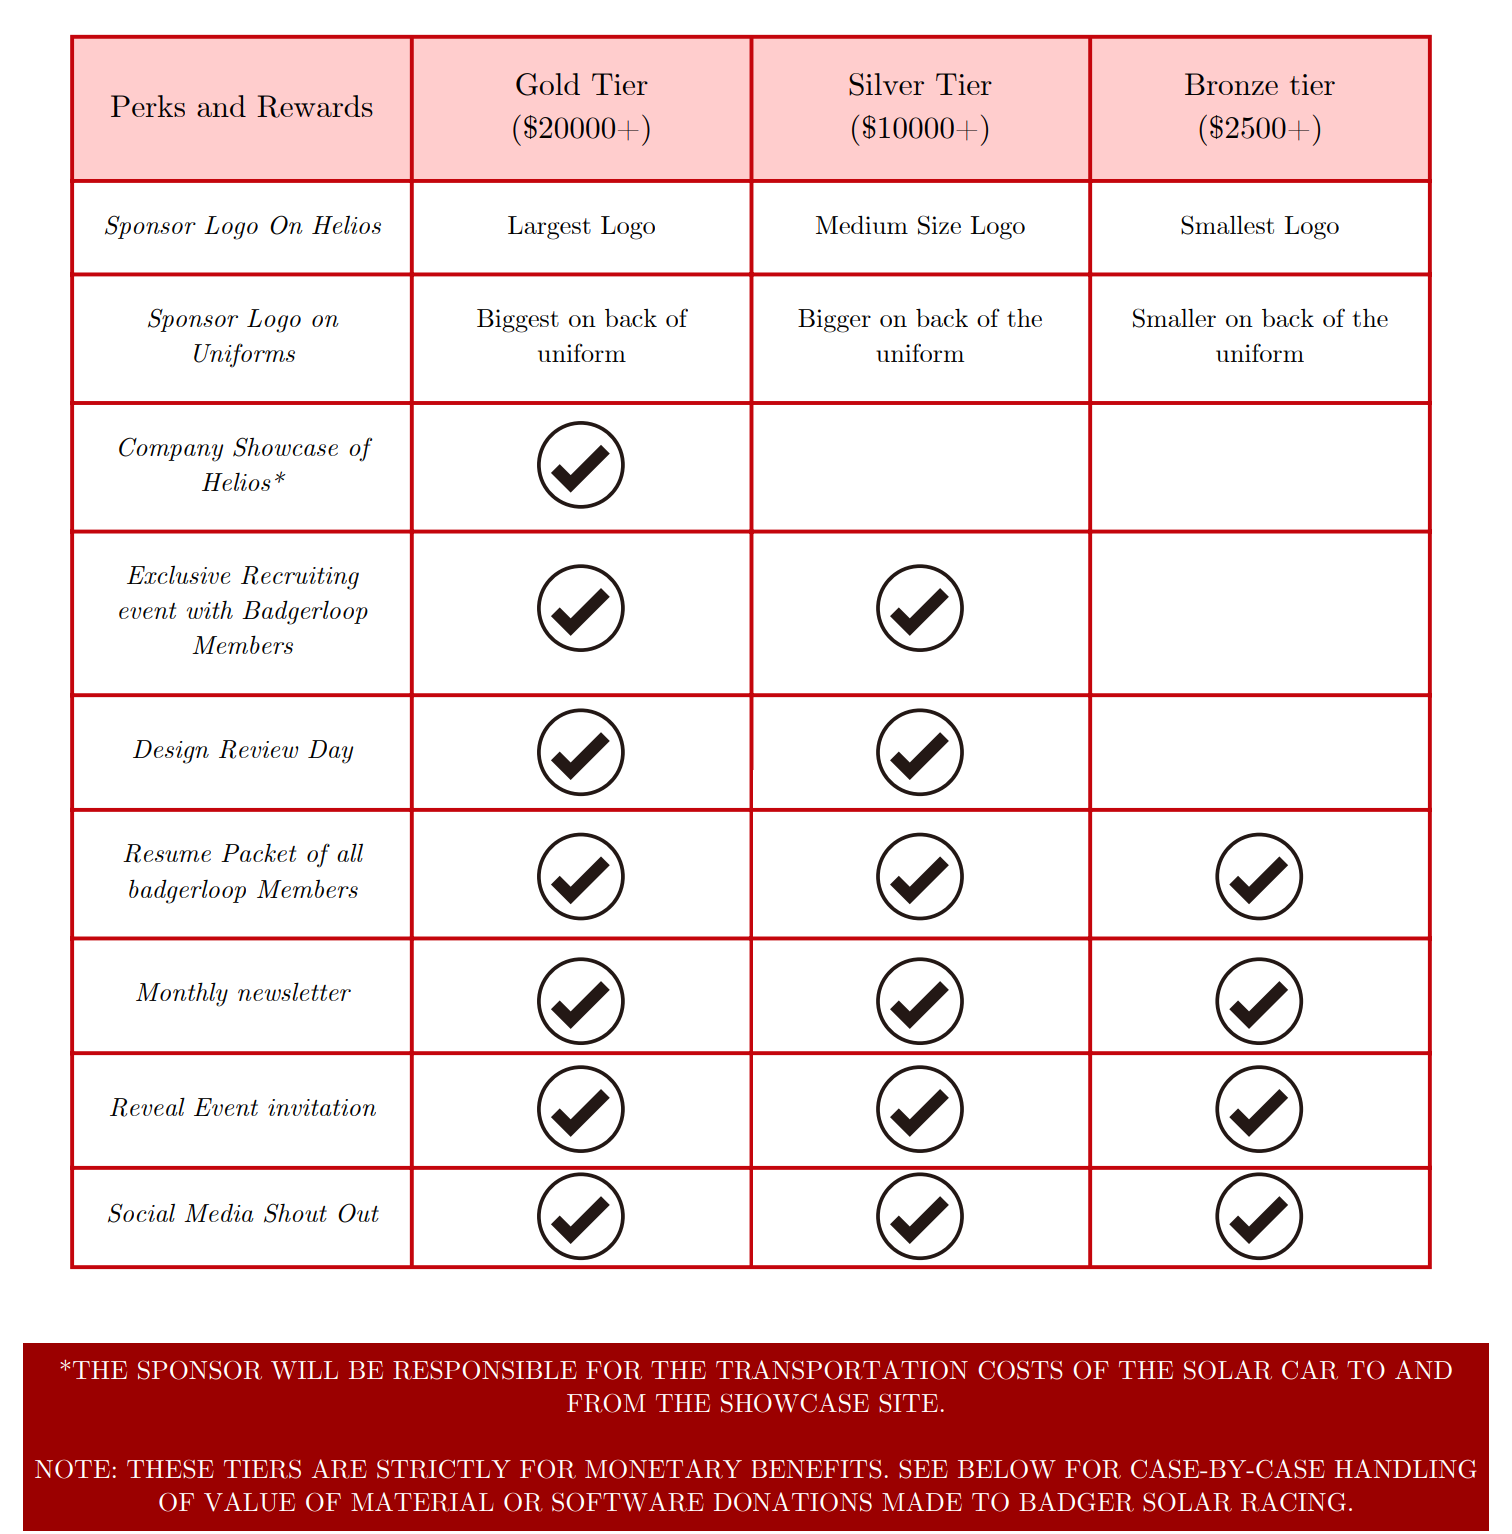 Perks and Rewards
Gold Tier
($20000+)
Silver Tier
($10000+)
Bronze tier
($2500+)
Sponsor Logo On Helios
Largest Logo
Medium Size Logo
Smallest Logo
Sponsor Logo on
Uniforms
Biggest on back of
uniform
Bigger on back of the
uniform
Smaller on back of the
uniform
Company Showcase of
Helios*
Exclusive Recruiting
event with Badgerloop
Members
Design Review Day
Resume Packet of all
badgerloop Members
Monthly newsletter
Reveal Event invitation
Social Media Shout Out
*THE SPONSOR WILL BE RESPONSIBLE FOR THE TRANSPORTATION COSTS OF THE SOLAR CAR TO AND
FROM THE SHOWCASE SITE.
NOTE: THESE TIERS ARE STRICTLY FOR MONETARY BENEFITS. SEE BELOW FOR CASE-BY-CASE HANDLING
OF VALUE OF MATERIAL OR SOFTWARE DONATIONS MADE TO BADGER SOLAR RACING.